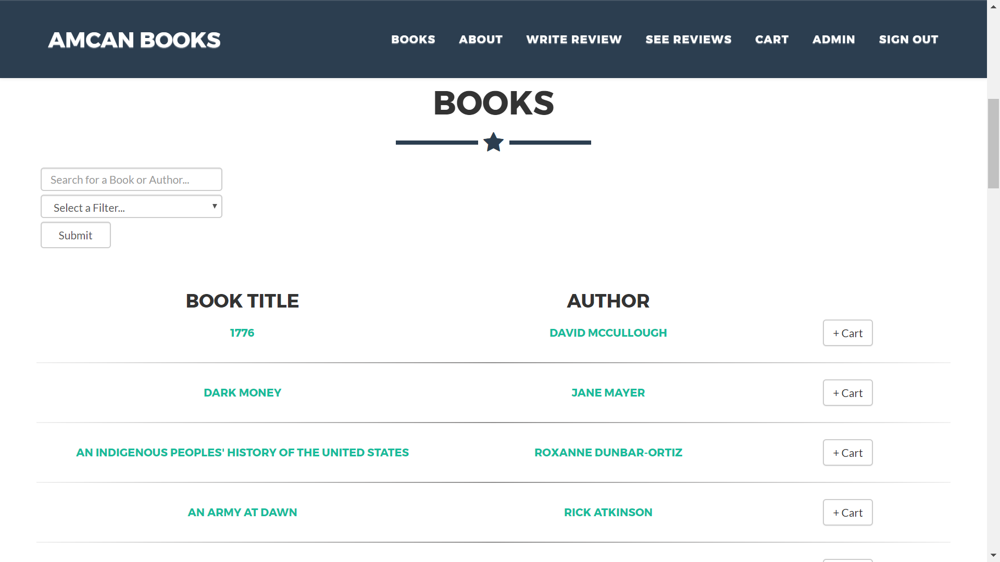 AMCAN BOOKS
BOOKS ABOUT WRITE REVIEW SEE REVIEWS CART ADMIN SIGN OUT
BOOKS
Search for a Book or Author...
Select a Filter...
Submit
BOOK TITLE AUTHOR
1776 DAVID MCCULLOUGH + Cart
DARK MONEY JANE MAYER + Cart
AN INDIGENOUS PEOPLES' HISTORY OF THE UNITED STATES ROXANNE DUNBAR-ORTIZ + Cart
AN ARMY AT DAWN RICK ATKINSON + Cart